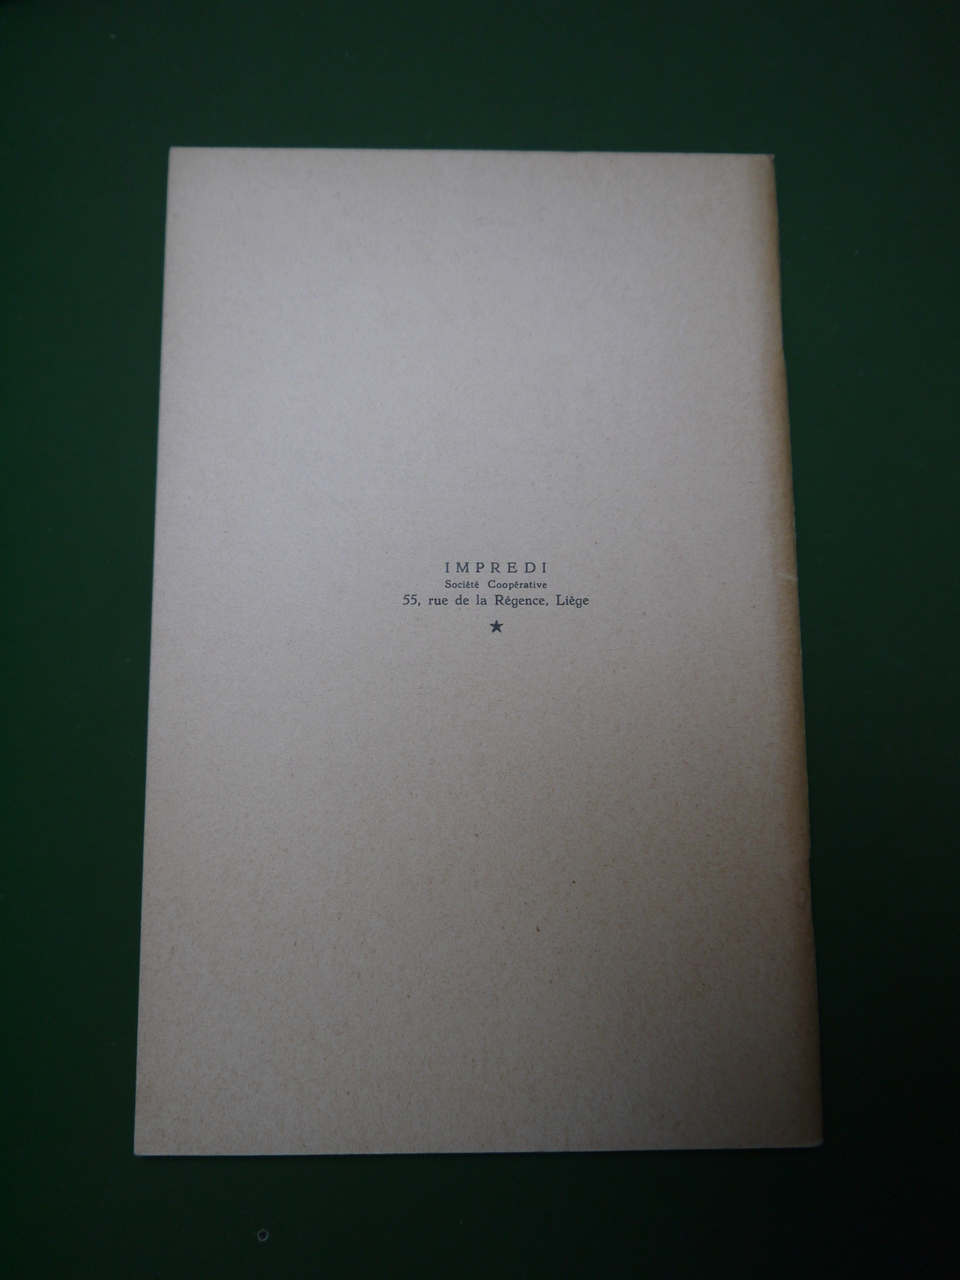 IMPREDI
Société Coopérative
55, rue de la Régence, Liège